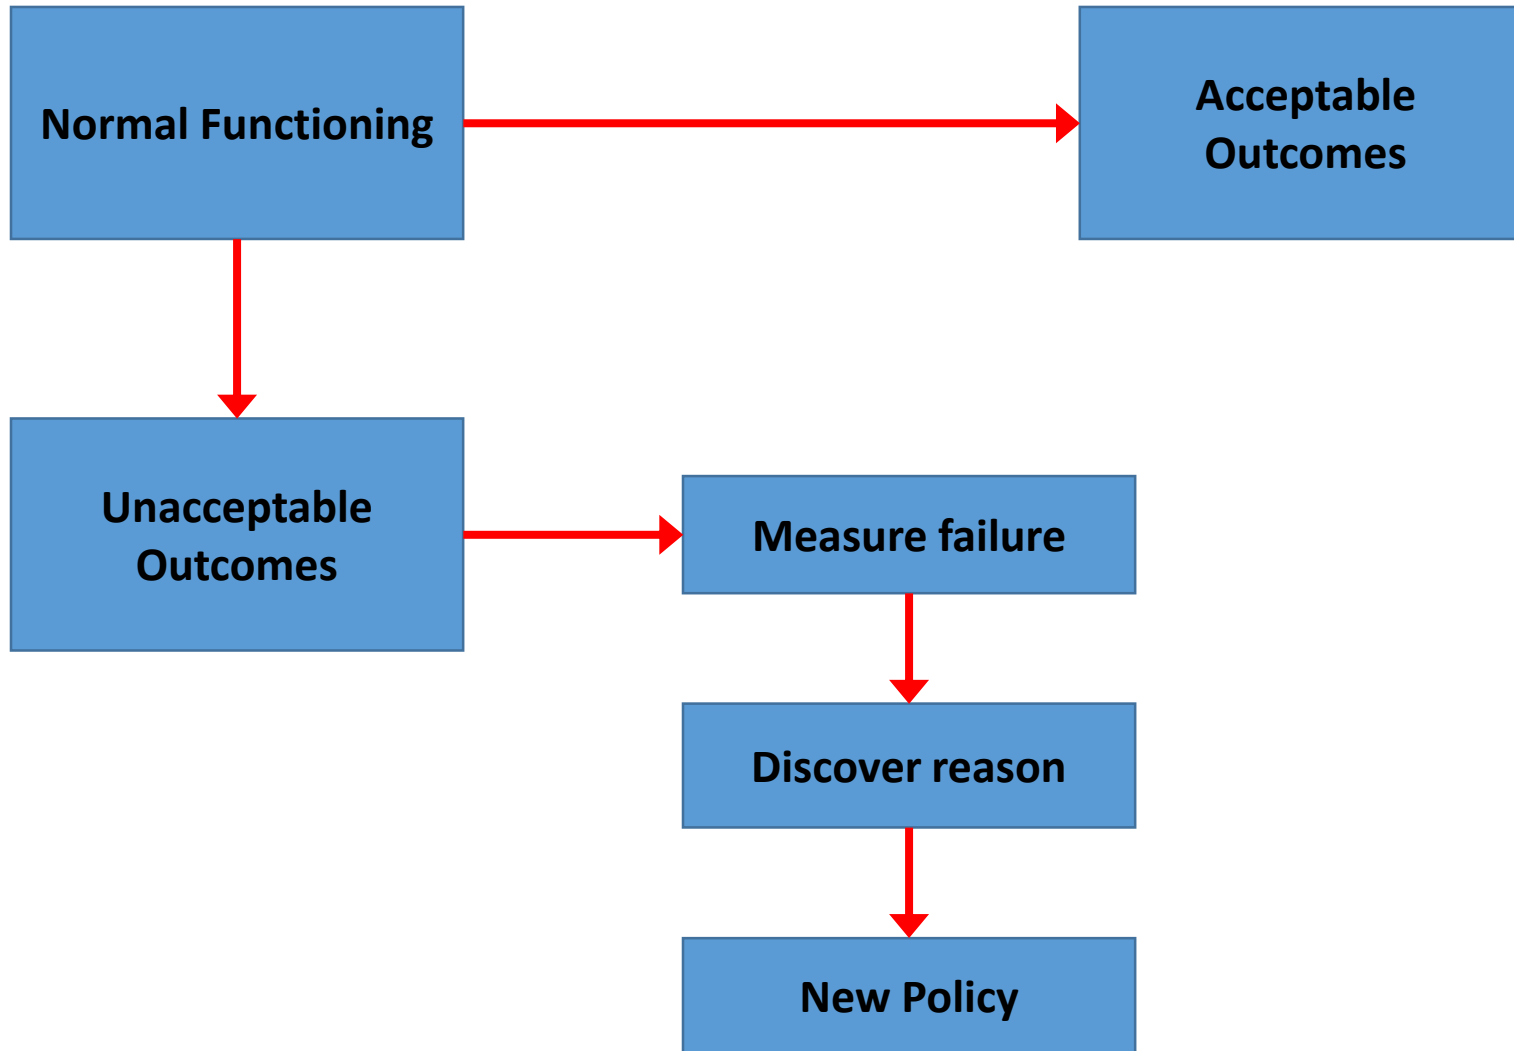 Normal Functioning
Acceptable
Outcomes
Unacceptable
Outcomes
Measure failure
Discover reason
New Policy